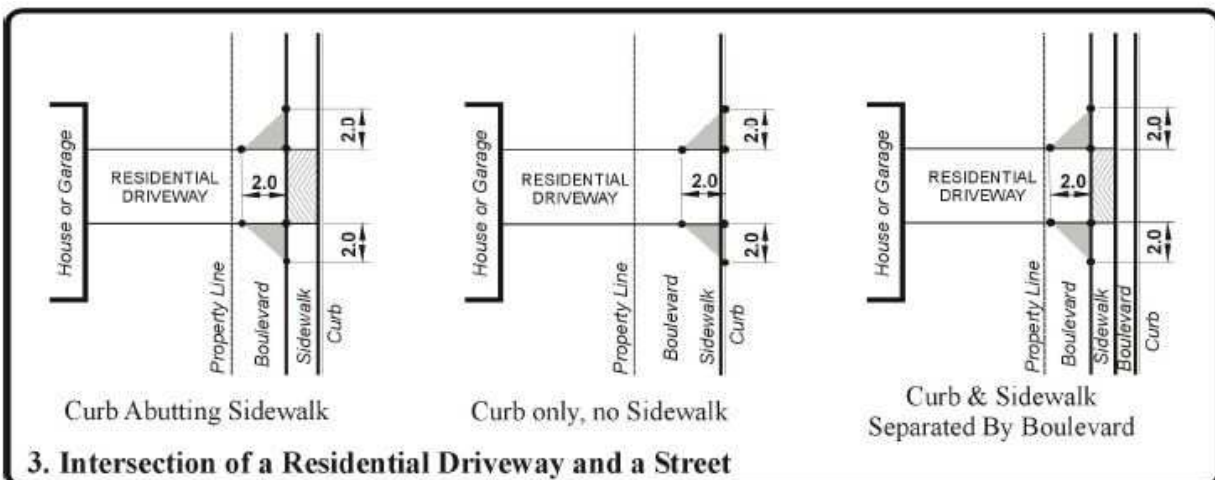 House or Garage
RESIDENTIAL
DRIVEWAY
2.0
2.0
2.0
Property Line
Boulevard
Sidewalk
Curb
Curb Abutting Sidewalk
House or Garage
RESIDENTIAL
DRIVEWAY
2.0
2.0
2.0
Property Line
Boulevard
Sidewalk
Curb
Curb only, no Sidewalk
House or Garage
RESIDENTIAL
DRIVEWAY
2.0
2.0
2.0
Property Line
Boulevard
Sidewalk
Boulevard
Curb
Curb & Sidewalk
Separated By Boulevard
3. Intersection of a Residential Driveway and a Street